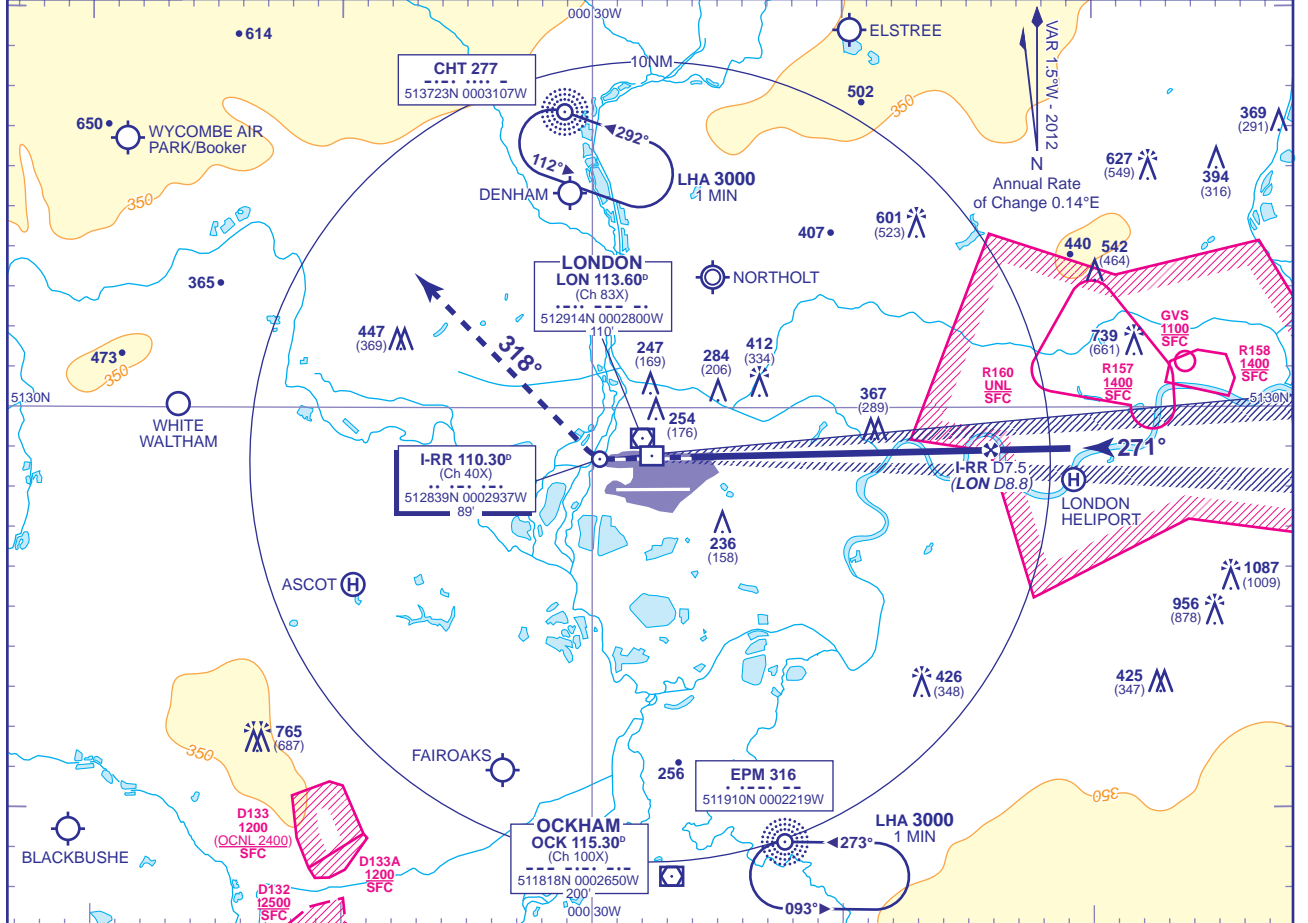 000 30W
ELSTREE
614
CHT 277
-·-· ···· -
513723N 0003107W
10NM
VAR 1.5°W - 2012
502
350
369
(291)
650
WYCOMBE AIR
PARK/Booker
292°
112°
N
Annual Rate
of Change 0.14°E
627
(549)
394
(316)
LHA 3000
1 MIN
DENHAM
350
601
(523)
407
440
542
(464)
LONDON
LON 113.60D
(Ch 83X)
·-·· --- -·
512914N 0002800W
110'
NORTHOLT
365
318°
447
(369)
247
(169)
284
(206)
412
(334)
739
(661)
GVS
1100
SFC
R158
1400
SFC
R157
1400
SFC
R160
UNL
SFC
473
350
5130N
5130N
WHITE
WALTHAM
254
(176)
367
(289)
271°
I-RR 110.30D
(Ch 40X)
·· ·-· ·-·
512839N 0002937W
89'
I-RR D7.5
(LON D8.8)
H
LONDON
HELIPORT
236
(158)
ASCOT
H
1087
(1009)
956
(878)
426
(348)
425
(347)
765
(687)
350
FAIROAKS
256
EPM 316
· ·--· --
511910N 0002219W
350
D133
1200
(OCNL 2400)
SFC
LHA 3000
1 MIN
273°
093°
BLACKBUSHE
D133A
1200
SFC
OCKHAM
OCK 115.30D
(Ch 100X)
--- -·-· -·-
511818N 0002650W
200'
D132
2500
SFC
000 30W